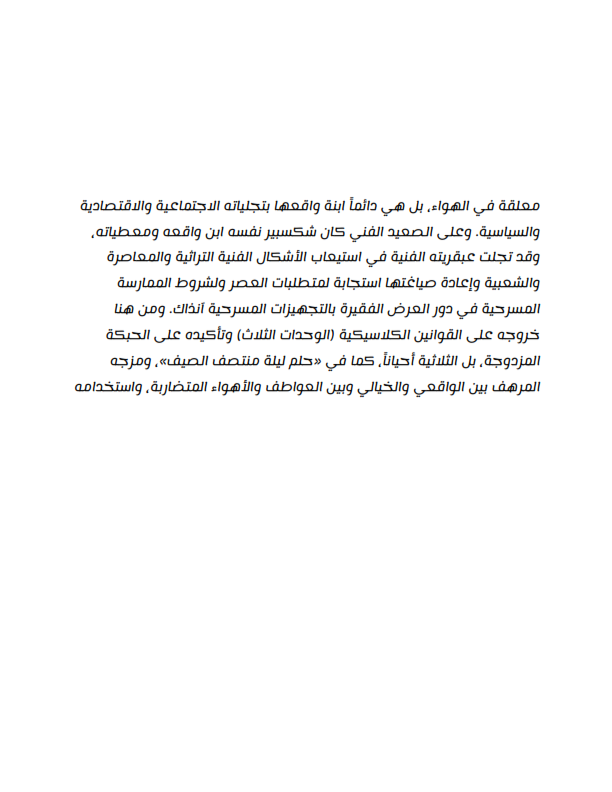 معلقة في الهواء، بل هي دائماً ابنة واقعها بتجلياته الاجتماعية والاقتصادية
والسياسية. وعلى الصعيد الفني كان شكسبير نفسه ابن واقعه ومعطياته،
وقد تجلت عبقريته الفنية في استيعاب الأشكال الفنية التراثية والمعاصرة
والشعبية وإعادة صياغتها استجابة لمتطلبات العصر ولشروط الممارسة
المسرحية في دور العرض الفقيرة بالتجهيزات المسرحية آنذاك. ومن هنا
خروجه على القوانين الكلاسيكية (الوحدات الثلاث) وتأكيده على الحبكة
المزدوجة، بل الثلاثية أحياناً، كما في «حلم ليلة منتصف الصيف»، ومزجه
المرهف بين الواقعي والخيالي وبين العواطف والأهواء المتضاربة، واستخدامه